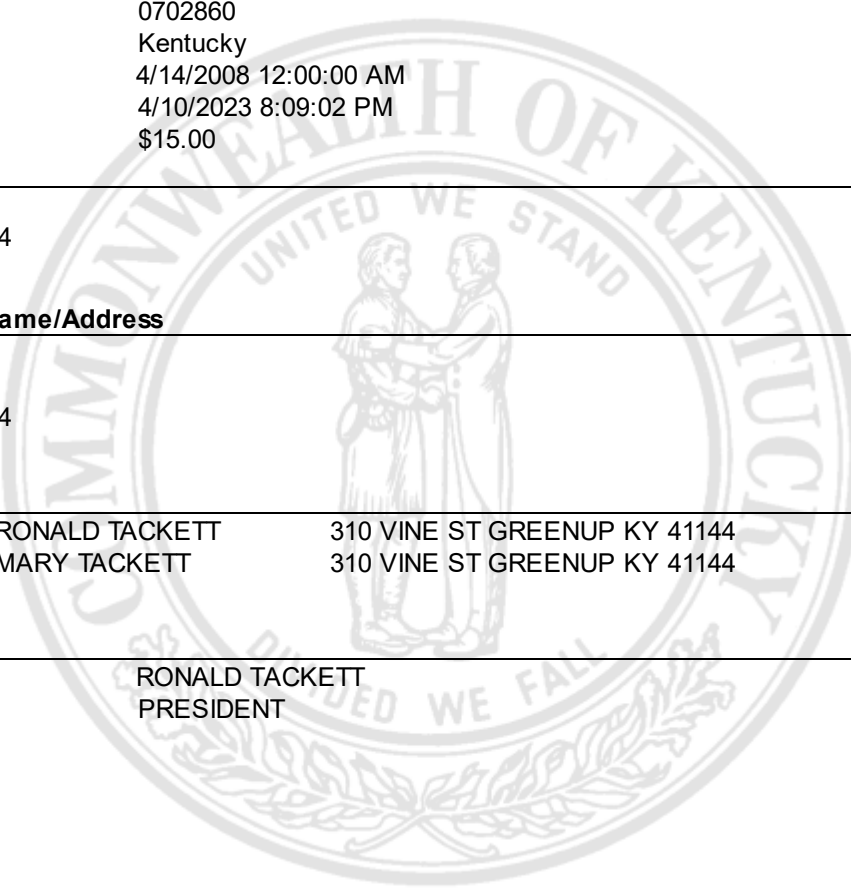 0702860
Kentucky
4/14/2008 12:00:00 AM
4/10/2023 8:09:02 PM
$15.00
4
ame/Address
4
RONALD TACKETT 310 VINE ST GREENUP KY 41144
MARY TACKETT 310 VINE ST GREENUP KY 41144
RONALD TACKETT
PRESIDENT
COMMONWEALTH OF KENTUCKY
UNITED WE STAND
DIVIDED WE FALL